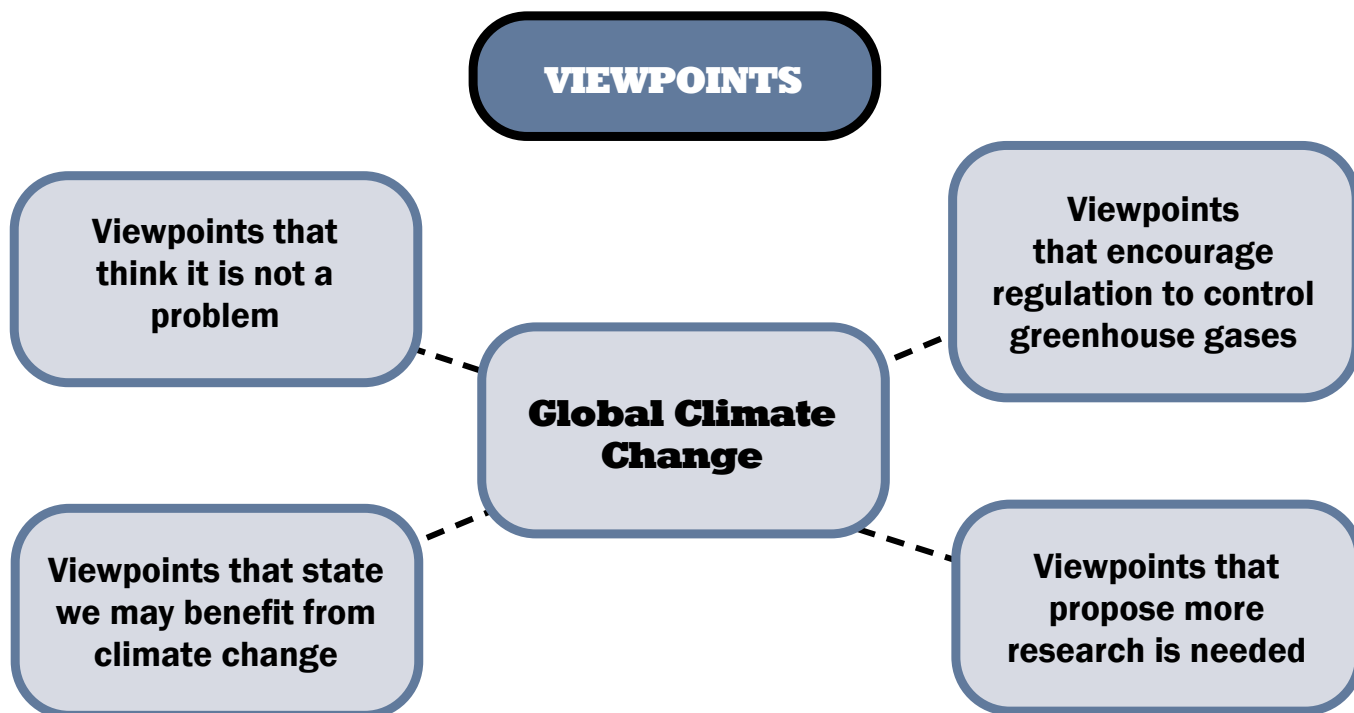 VIEWPOINTS
Viewpoints that
think it is not a
problem
Viewpoints
that encourage
regulation to control
greenhouse gases
Global Climate
Change
Viewpoints that state
we may benefit from
climate change
Viewpoints that
propose more
research is needed